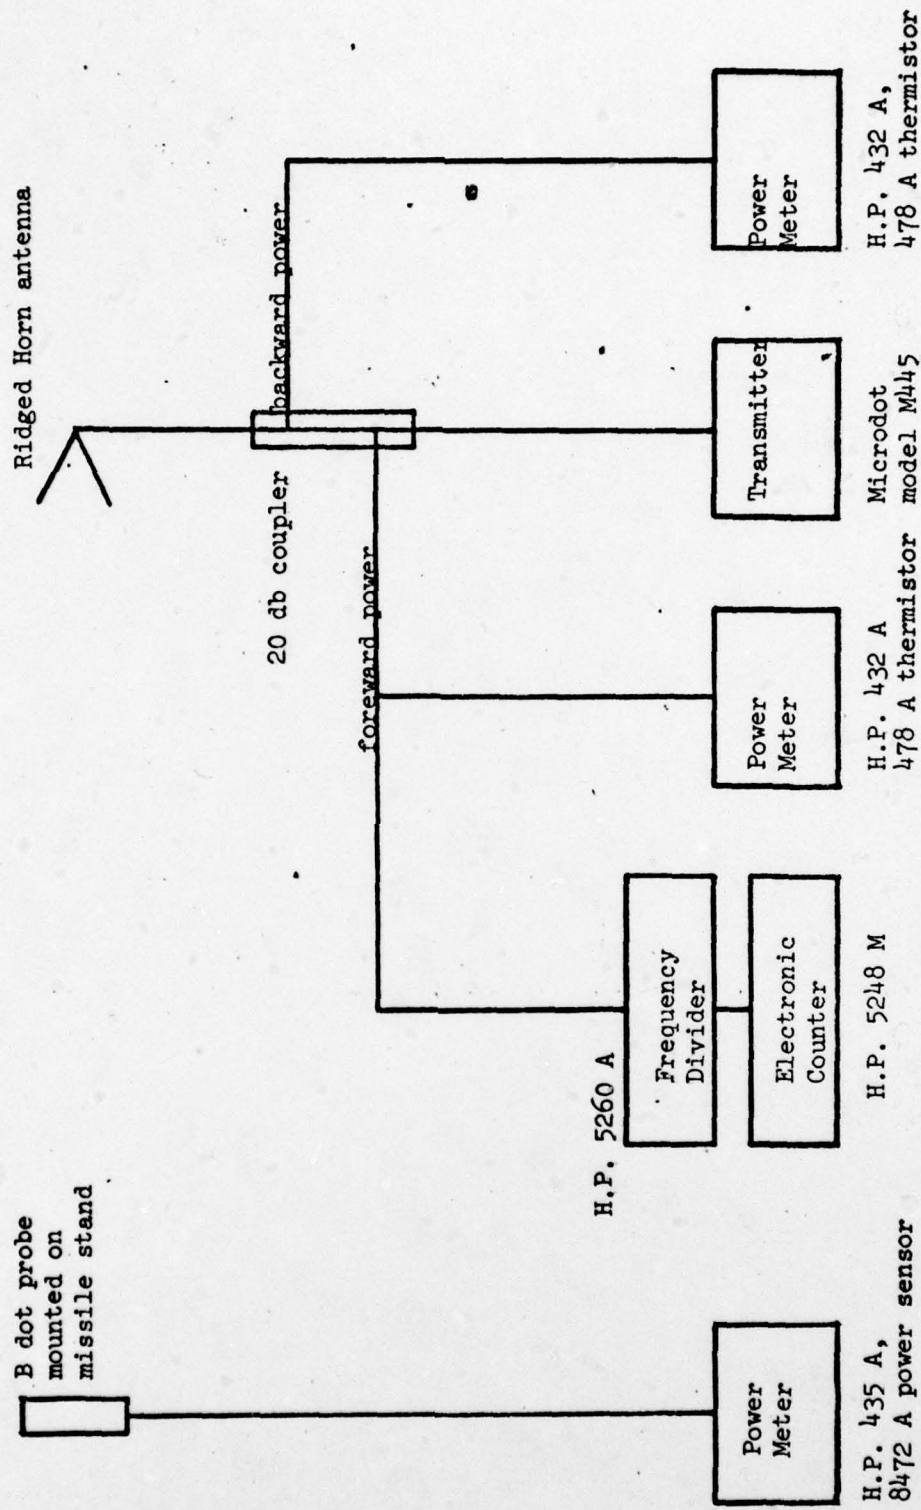 B dot probe
mounted on
missile stand
Ridged Horn antenna
20 db coupler
backward power
foreward power
H.P. 5260 A
Frequency
Divider
Electronic
Counter
H.P. 5248 M
Power
Meter
H.P. 435 A,
8472 A power sensor
Power
Meter
H.P. 432 A
478 A thermistor
Transmitter
Microdot
model M445
Power
Meter
H.P. 432 A,
478 A thermistor